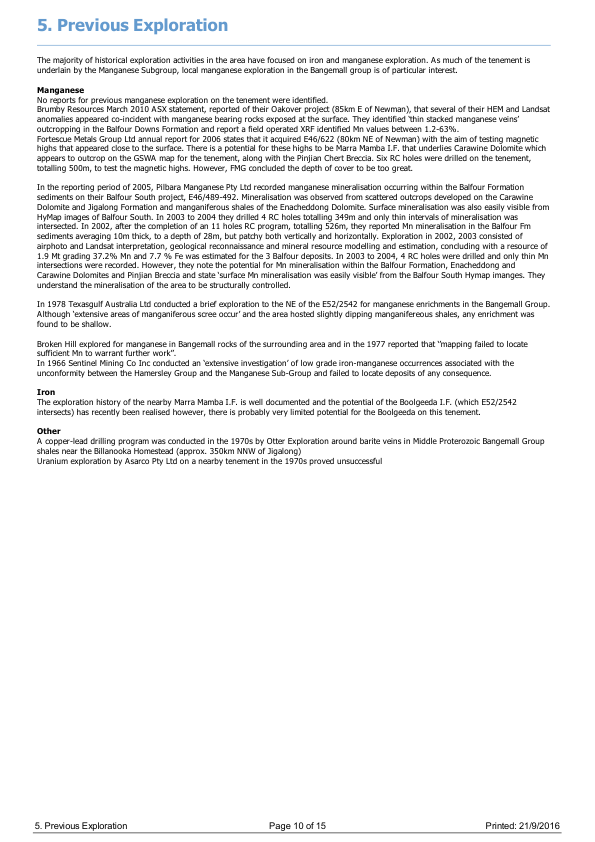 5. Previous Exploration
The majority of historical exploration activities in the area have focused on iron and manganese exploration. As much of the tenement is
underlain by the Manganese Subgroup, local manganese exploration in the Bangemall group is of particular interest.
Manganese
No reports for previous manganese exploration on the tenement were identified.
Brumby Resources March 2010 ASX statement, reported of their Oakover project (85km E of Newman), that several of their HEM and Landsat
anomalies appeared co-incident with manganese bearing rocks exposed at the surface. They identified 'thin stacked manganese veins'
outcropping in the Balfour Downs Formation and report a field operated XRF identified Mn values between 1.2-63%.
Fortescue Metals Group Ltd annual report for 2006 states that it acquired E46/622 (80km NE of Newman) with the aim of testing magnetic
highs that appeared close to the surface. There is a potential for these highs to be Marra Mamba I.F. that underlies Carawine Dolomite which
appears to outcrop on the GSWA map for the tenement, along with the Pinjian Chert Breccia. Six RC holes were drilled on the tenement,
totalling 500m, to test the magnetic highs. However, FMG concluded the depth of cover to be too great.
In the reporting period of 2005, Pilbara Manganese Pty Ltd recorded manganese mineralisation occurring within the Balfour Formation
sediments on their Balfour South project, E46/489-492. Mineralisation was observed from scattered outcrops developed on the Carawine
Dolomite and Jigalong Formation and manganiferous shales of the Enacheddong Dolomite. Surface mineralisation was also easily visible from
HyMap images of Balfour South. In 2003 to 2004 they drilled 4 RC holes totalling 349m and only thin intervals of mineralisation was
intersected. In 2002, after the completion of an 11 holes RC program, totalling 526m, they reported Mn mineralisation in the Balfour Fm
sediments averaging 10m thick, to a depth of 28m, but patchy both vertically and horizontally. Exploration in 2002, 2003 consisted of
airphoto and Landsat interpretation, geological reconnaissance and mineral resource modelling and estimation, concluding with a resource of
1.9 Mt grading 37.2% Mn and 7.7 % Fe was estimated for the 3 Balfour deposits. In 2003 to 2004, 4 RC holes were drilled and only thin Mn
intersections were recorded. However, they note the potential for Mn mineralisation within the Balfour Formation, Enacheddong and
Carawine Dolomites and Pinjian Breccia and state 'surface Mn mineralisation was easily visible' from the Balfour South Hymap imanges. They
understand the mineralisation of the area to be structurally controlled.
In 1978 Texasgulf Australia Ltd conducted a brief exploration to the NE of the E52/2542 for manganese enrichments in the Bangemall Group.
Although 'extensive areas of manganiferous scree occur' and the area hosted slightly dipping manganifereous shales, any enrichment was
found to be shallow.
Broken Hill explored for manganese in Bangemall rocks of the surrounding area and in the 1977 reported that "mapping failed to locate
sufficient Mn to warrant further work".
In 1966 Sentinel Mining Co Inc conducted an 'extensive investigation' of low grade iron-manganese occurrences associated with the
unconformity between the Hamersley Group and the Manganese Sub-Group and failed to locate deposits of any consequence.
Iron
The exploration history of the nearby Marra Mamba I.F. is well documented and the potential of the Boolgeeda I.F. (which E52/2542
intersects) has recently been realised however, there is probably very limited potential for the Boolgeeda on this tenement.
Other
A copper-lead drilling program was conducted in the 1970s by Otter Exploration around barite veins in Middle Proterozoic Bangemall Group
shales near the Billanooka Homestead (approx. 350km NNW of Jigalong)
Uranium exploration by Asarco Pty Ltd on a nearby tenement in the 1970s proved unsuccessful
5. Previous Exploration Page 10 of 15 Printed: 21/9/2016